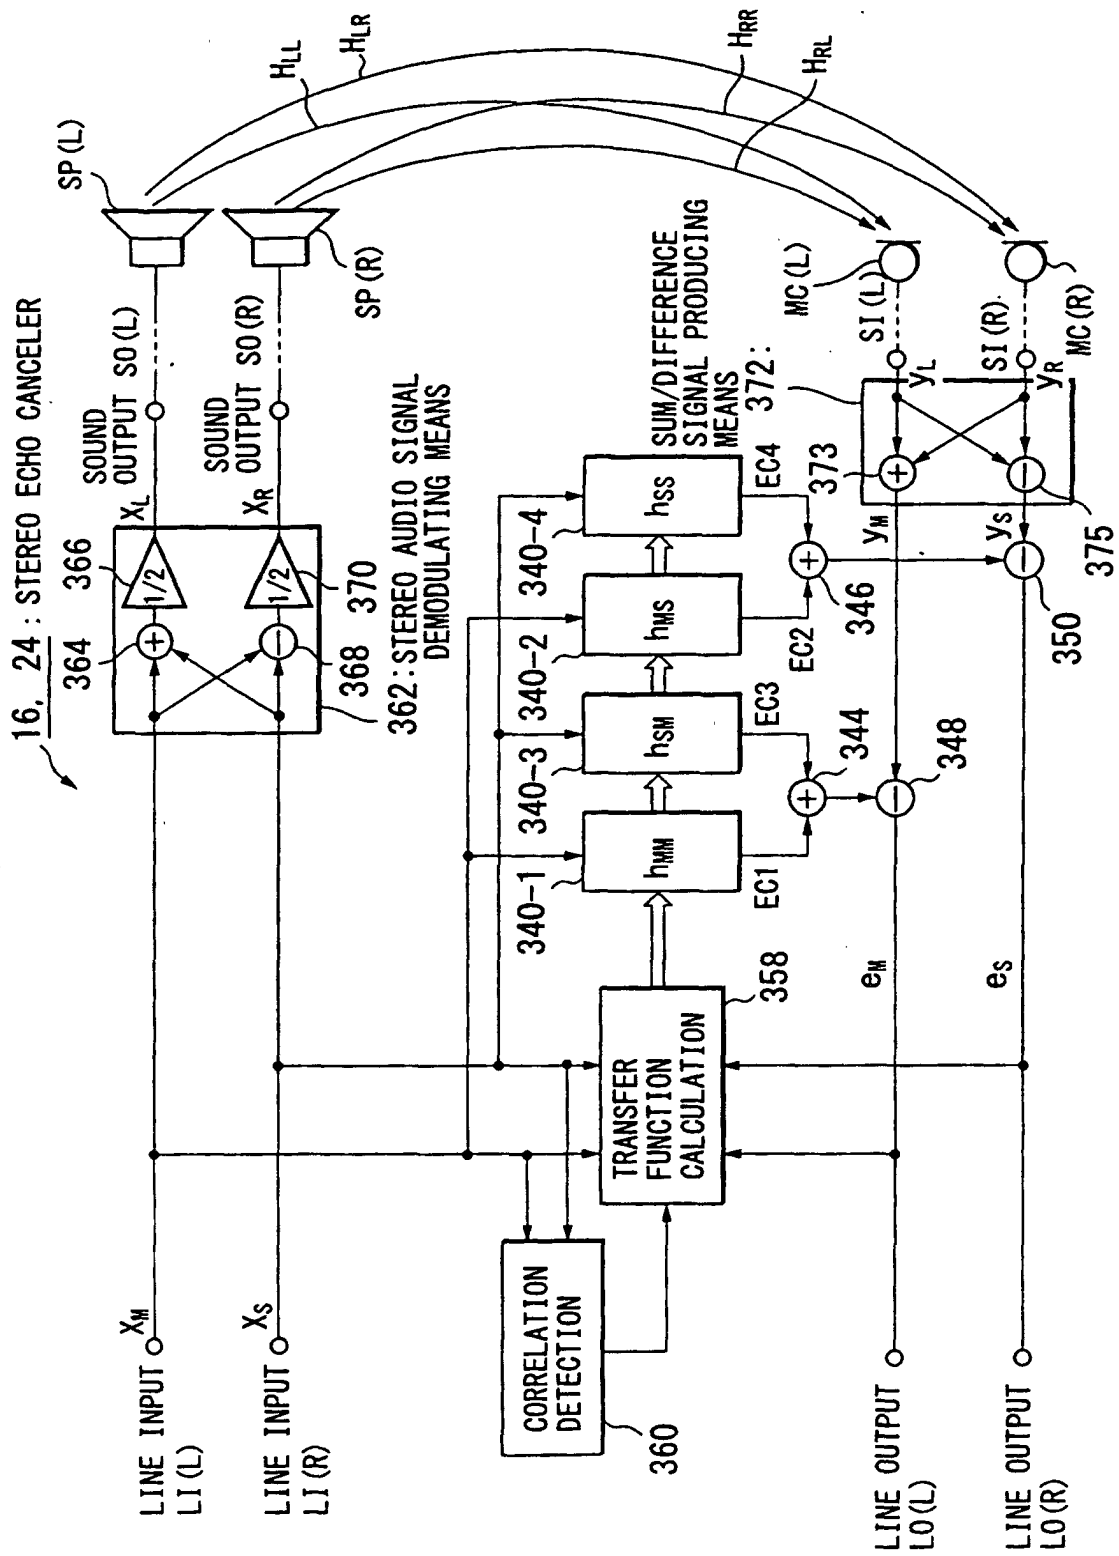 16, 24 : STEREO ECHO CANCELER
LINE INPUT
LI(L)
XM
LINE INPUT
LI(R)
XS
364
366
+
1/2
−
1/2
368
370
362:STEREO AUDIO SIGNAL
DEMODULATING MEANS
XL
SOUND
OUTPUT SO(L)
XR
SOUND
OUTPUT SO(R)
SP(L)
SP(R)
HLL
HLR
HRR
HRL
CORRELATION
DETECTION
360
TRANSFER
FUNCTION
CALCULATION
358
340-1
hMM
EC1
340-3
hSM
EC3
340-2
hMS
EC2
340-4
hSS
EC4
+
344
+
346
SUM/DIFFERENCE
SIGNAL PRODUCING
MEANS
372:
MC(L)
SI(L)
yL
SI(R)
yR
MC(R)
373
+
−
375
yM
yS
−
348
−
350
eM
eS
LINE OUTPUT
LO(L)
LINE OUTPUT
LO(R)